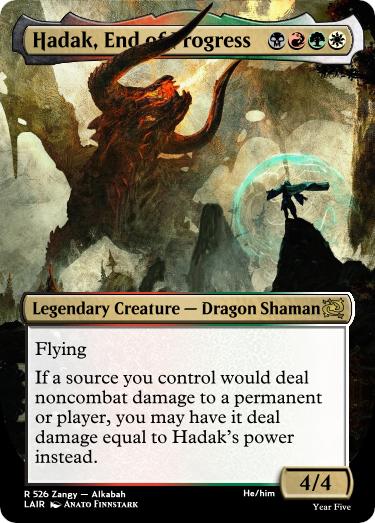 Hadak, End of Progress
Legendary Creature — Dragon Shaman
Flying
If a source you control would deal
noncombat damage to a permanent
or player, you may have it deal
damage equal to Hadak's power
instead.
4/4
R 526 Zangy — Alkabah
He/him
LAIR Anato Finnstark
Year Five